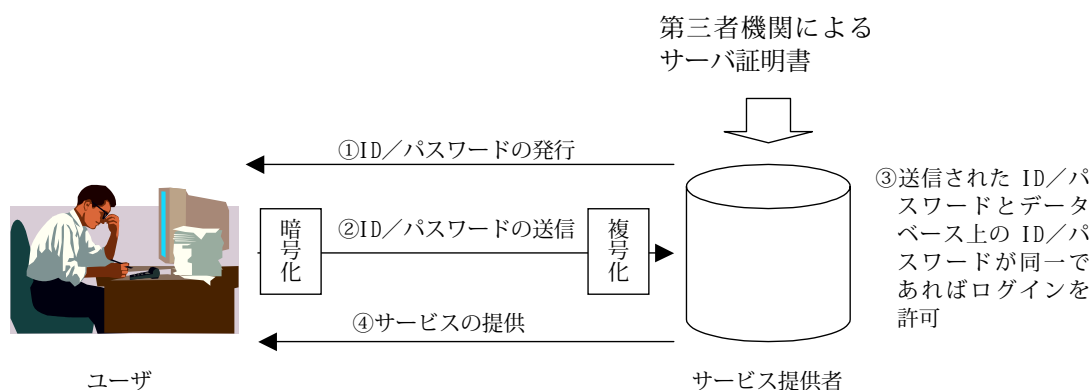 第三者機関による
サーバ証明書
①ID／パスワードの発行
暗号化
②ID／パスワードの送信
複号化
③送信された ID／パ
スワードとデータ
ベース上の ID／パ
スワードが同一で
あればログインを
許可
④サービスの提供
ユーザ
サービス提供者